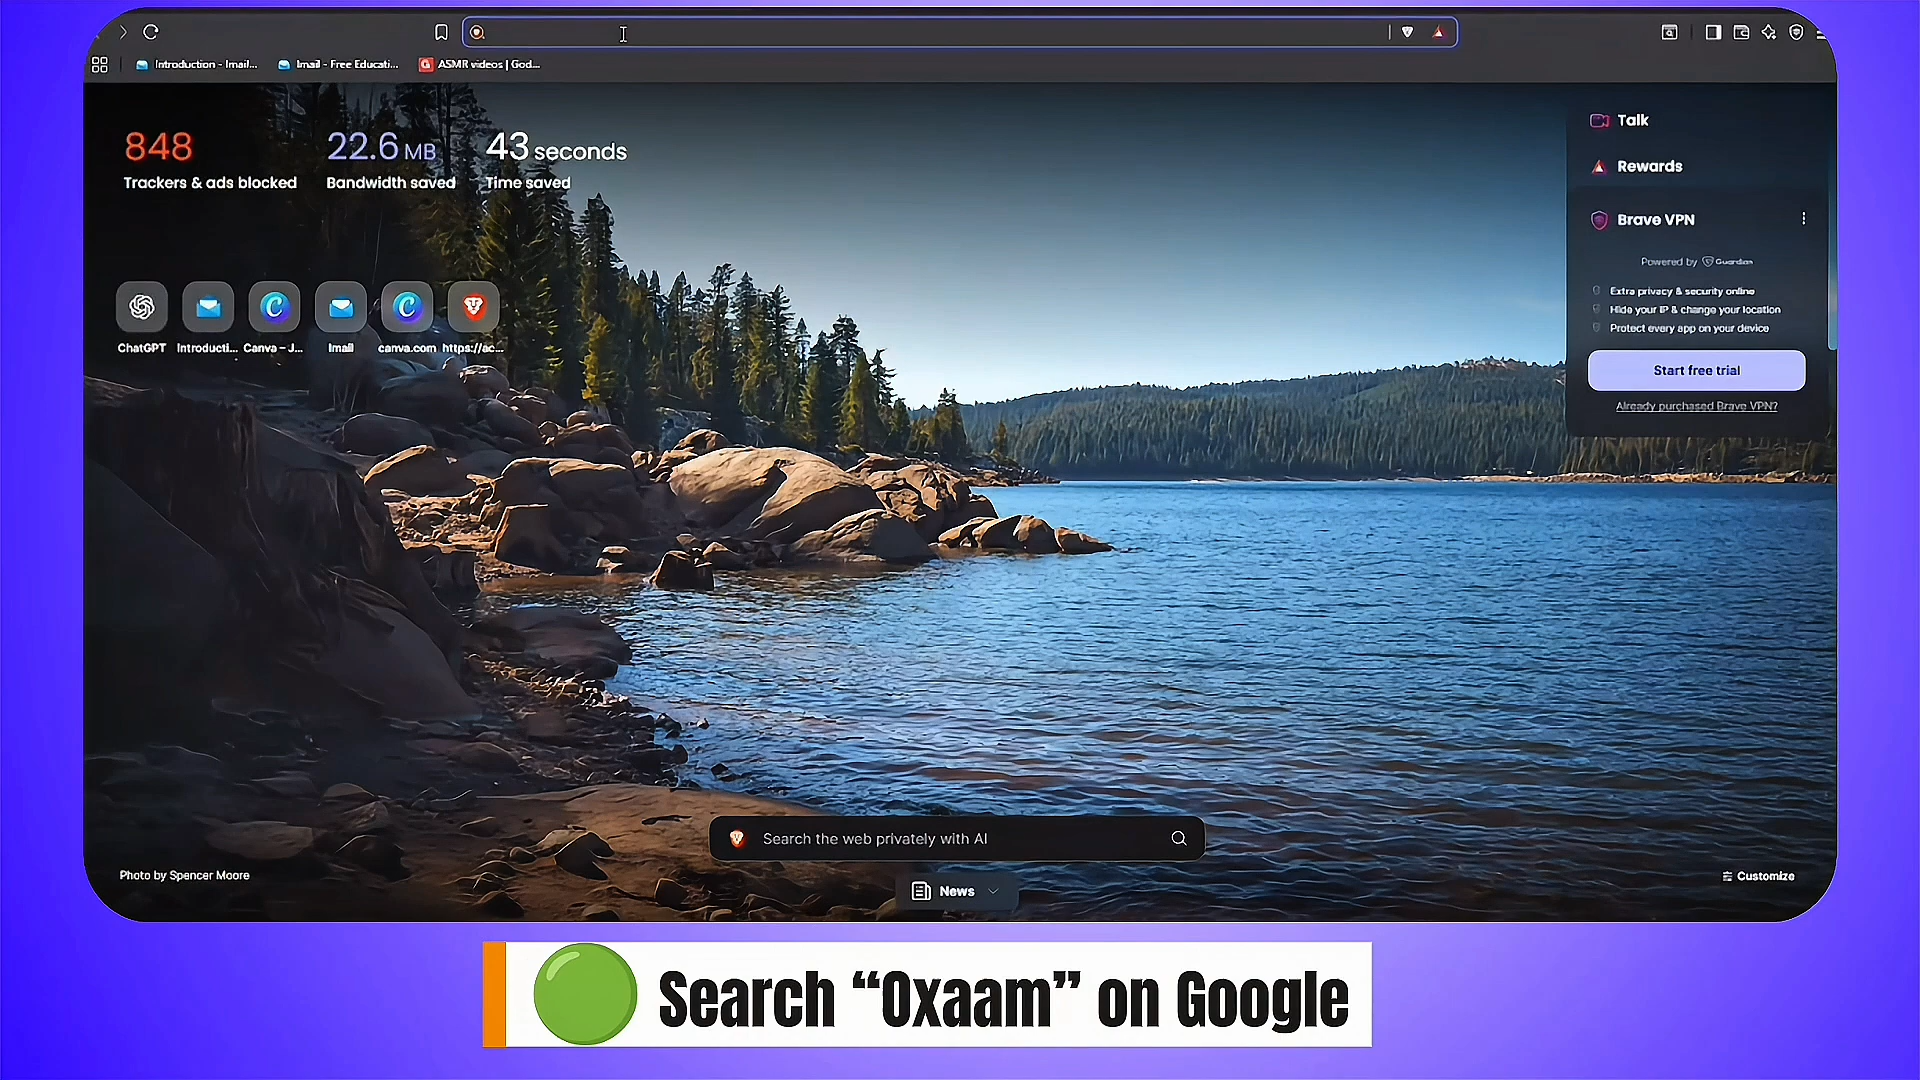 Introduction - Imail...
Imail - Free Educati...
ASMR videos | God...
848
Trackers & ads blocked
22.6 MB
Bandwidth saved
43 seconds
Time saved
Talk
Rewards
Brave VPN
Powered by Guardian
Extra privacy & security online
Hide your IP & change your location
Protect every app on your device
Start free trial
Already purchased Brave VPN?
ChatGPT
Introducti...
Canva – J...
Imail
canva.com
https://ac...
Search the web privately with AI
Photo by Spencer Moore
News
Customize
Search “Oxaam” on Google